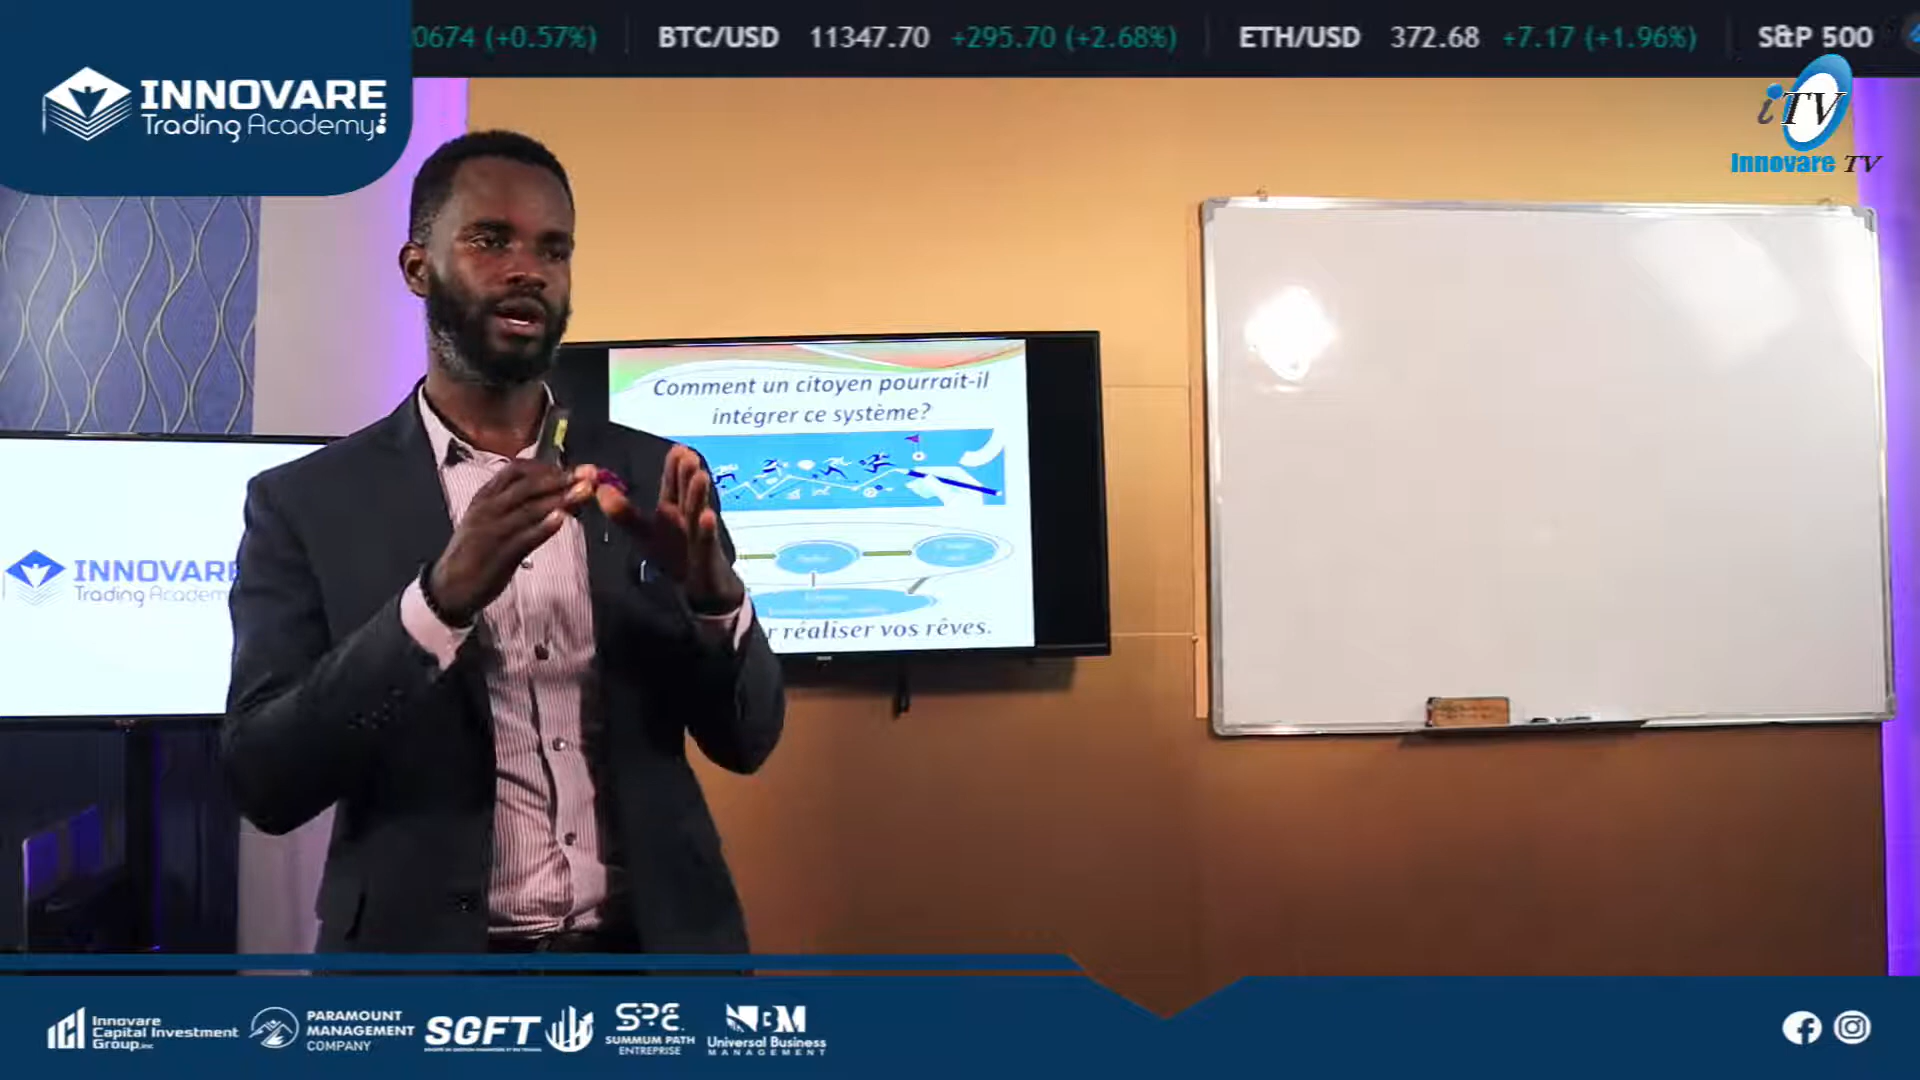 0674 (+0.57%) BTC/USD 11347.70 +295.70 (+2.68%) ETH/USD 372.68 +7.17 (+1.96%) S&P 500
INNOVARE
Trading Academy
iTV
Innovare TV
Comment un citoyen pourrait-il
intégrer ce système?
r réaliser vos rêves.
INNOVARE
Trading Academ
Innovare
Capital Investment
Group.inc
PARAMOUNT
MANAGEMENT
COMPANY
SGFT
SPE
SUMMUM PATH
ENTREPRISE
UBM
Universal Business
MANAGEMENT